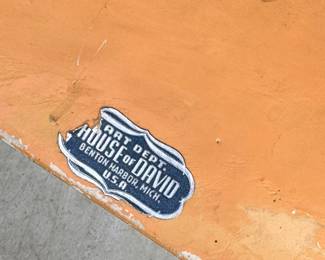 ART DEPT.
HOUSE OF DAVID
BENTON HARBOR, MICH.
U.S.A.